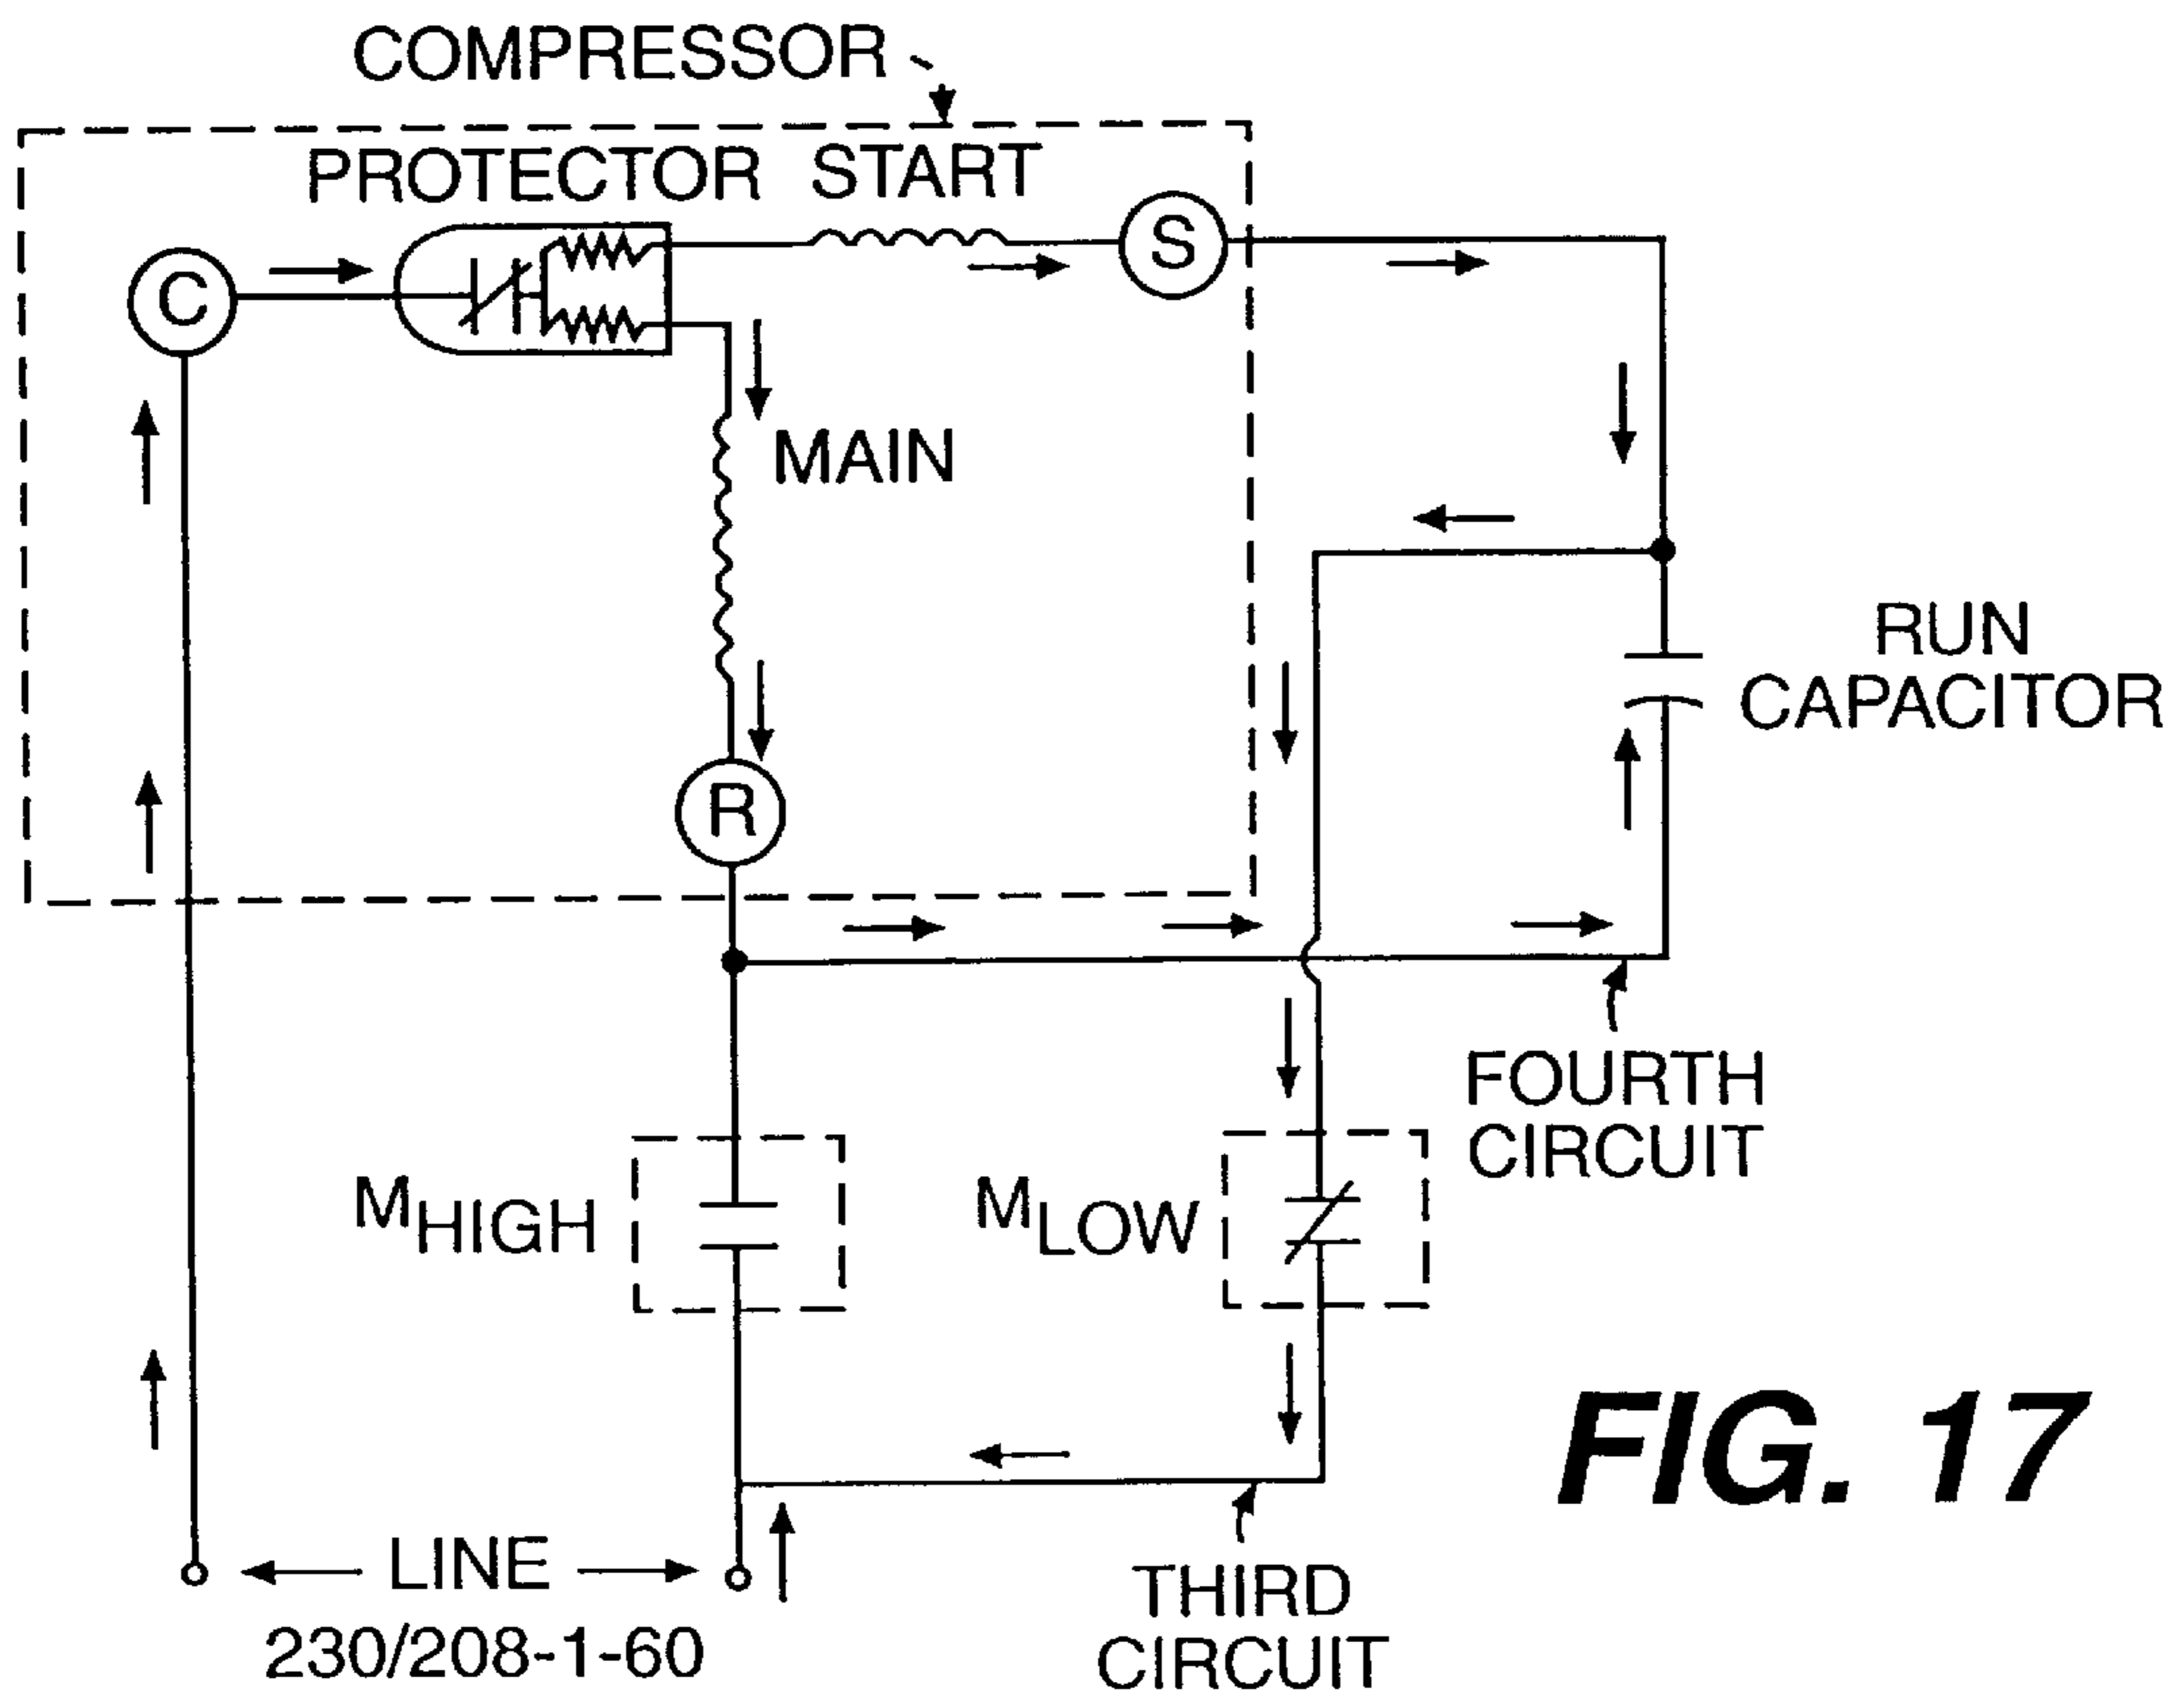 COMPRESSOR
PROTECTOR START
C
S
MAIN
R
RUN
CAPACITOR
FOURTH
CIRCUIT
MHIGH
MLOW
FIG. 17
LINE
230/208-1-60
THIRD
CIRCUIT